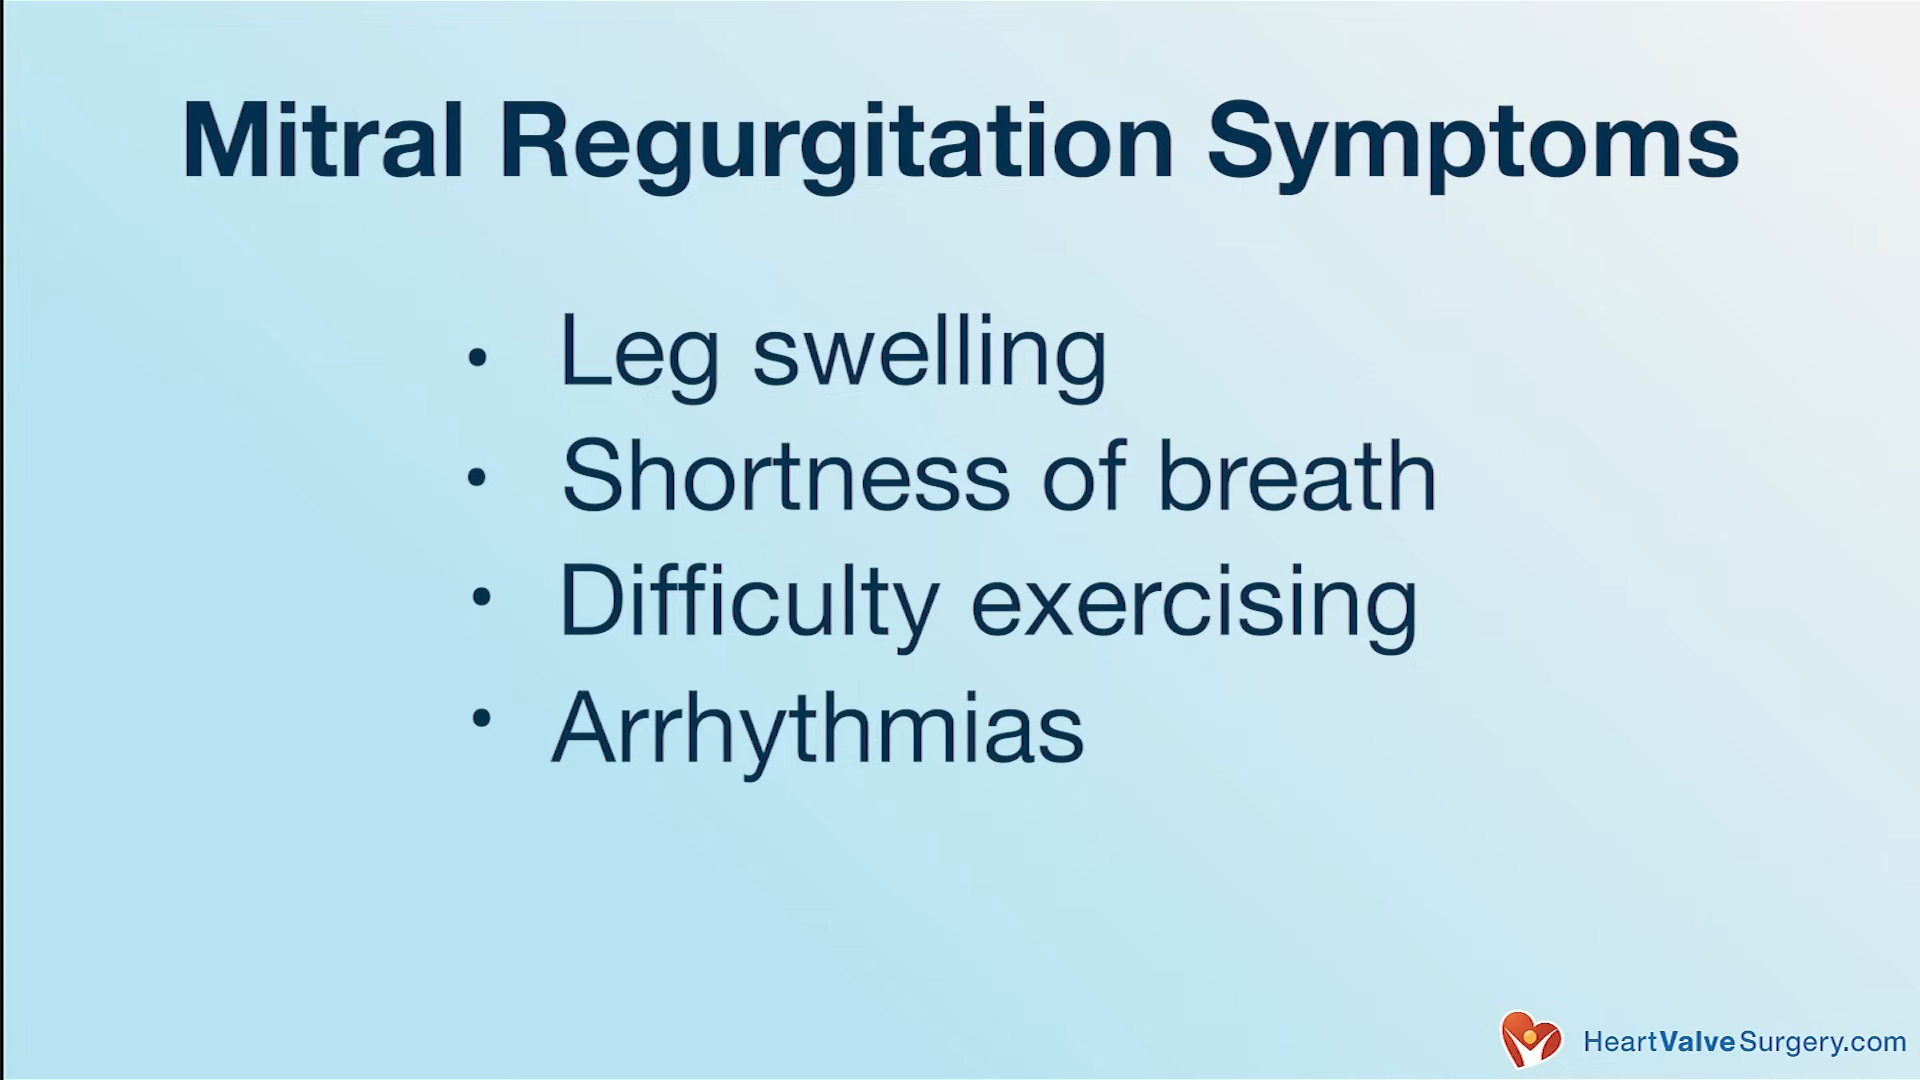 Mitral Regurgitation Symptoms
• Leg swelling
• Shortness of breath
• Difficulty exercising
• Arrhythmias
HeartValveSurgery.com